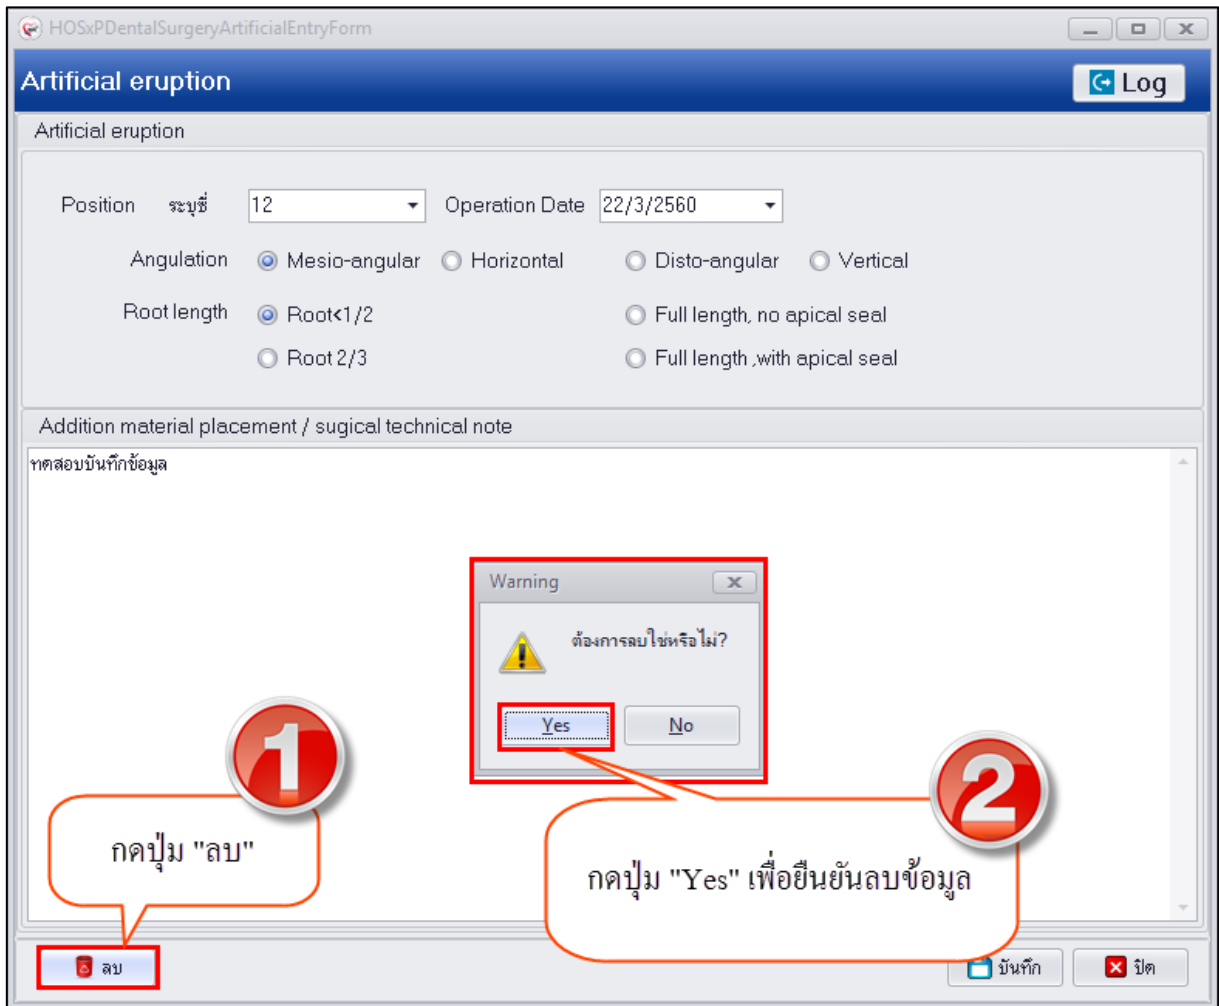 HOSxPDentalSurgeryArtificialEntryForm
Artificial eruption
Log
Artificial eruption
Position ระบุซี่ 12 Operation Date 22/3/2560
Angulation Mesio-angular Horizontal Disto-angular Vertical
Root length Root<1/2 Full length, no apical seal
Root 2/3 Full length ,with apical seal
Addition material placement / sugical technical note
ทดสอบบันทึกข้อมูล
Warning
ต้องการลบใช่หรือไม่?
Yes No
1
กดปุ่ม "ลบ"
2
กดปุ่ม "Yes" เพื่อยืนยันลบข้อมูล
ลบ บันทึก ปิด